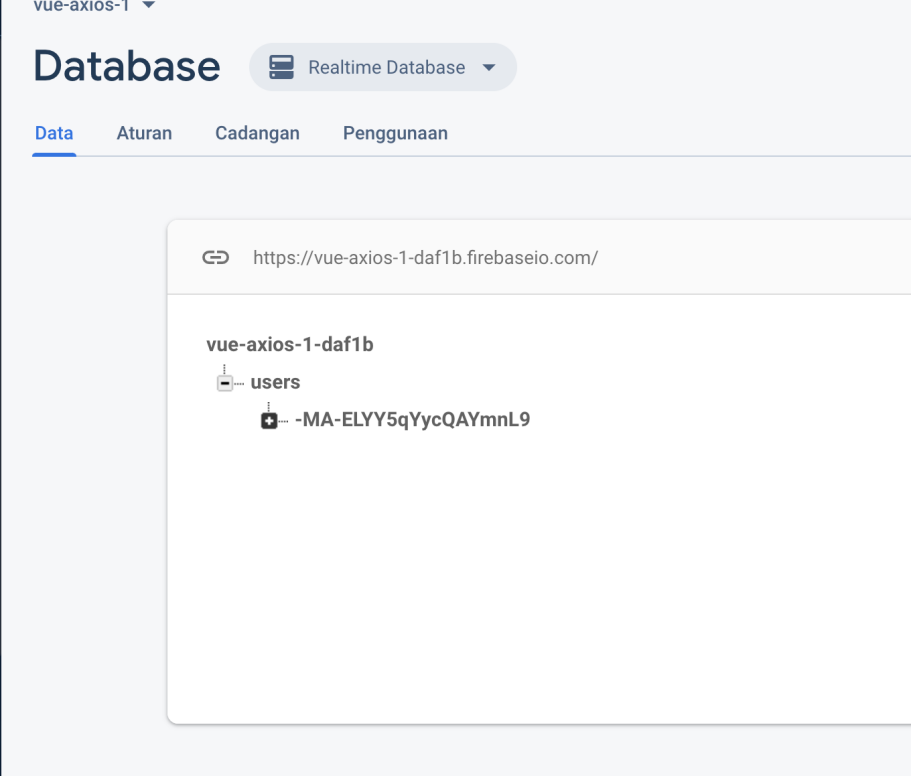 vue-axios-1
Database
Realtime Database
Data Aturan Cadangan Penggunaan
https://vue-axios-1-daf1b.firebaseio.com/
vue-axios-1-daf1b
users
-MA-ELYY5qYycQAYmnL9